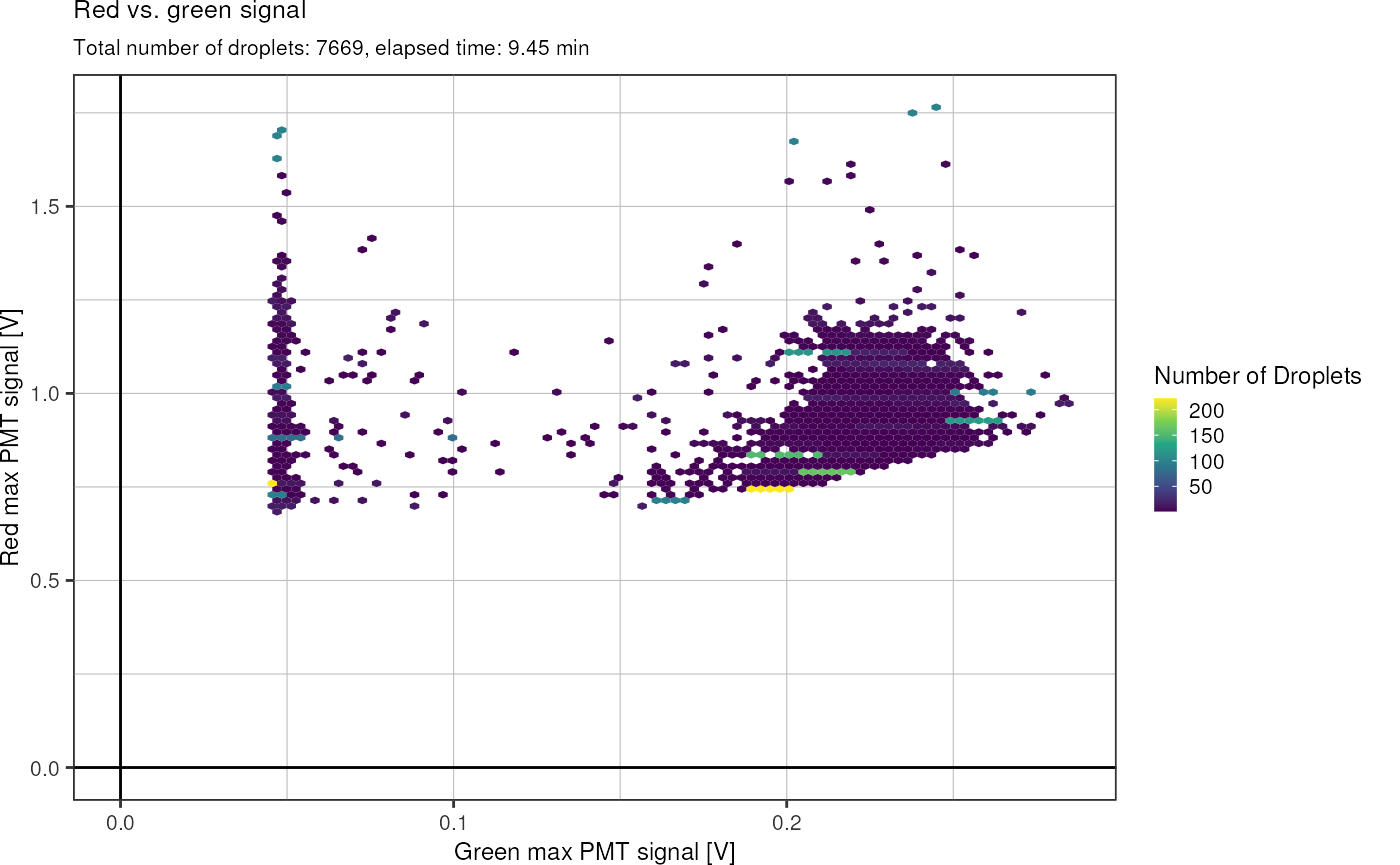 Red vs. green signal
Total number of droplets: 7669, elapsed time: 9.45 min
Red max PMT signal [V]
1.5
1.0
0.5
0.0
0.0
0.1
0.2
Green max PMT signal [V]
Number of Droplets
200
150
100
50